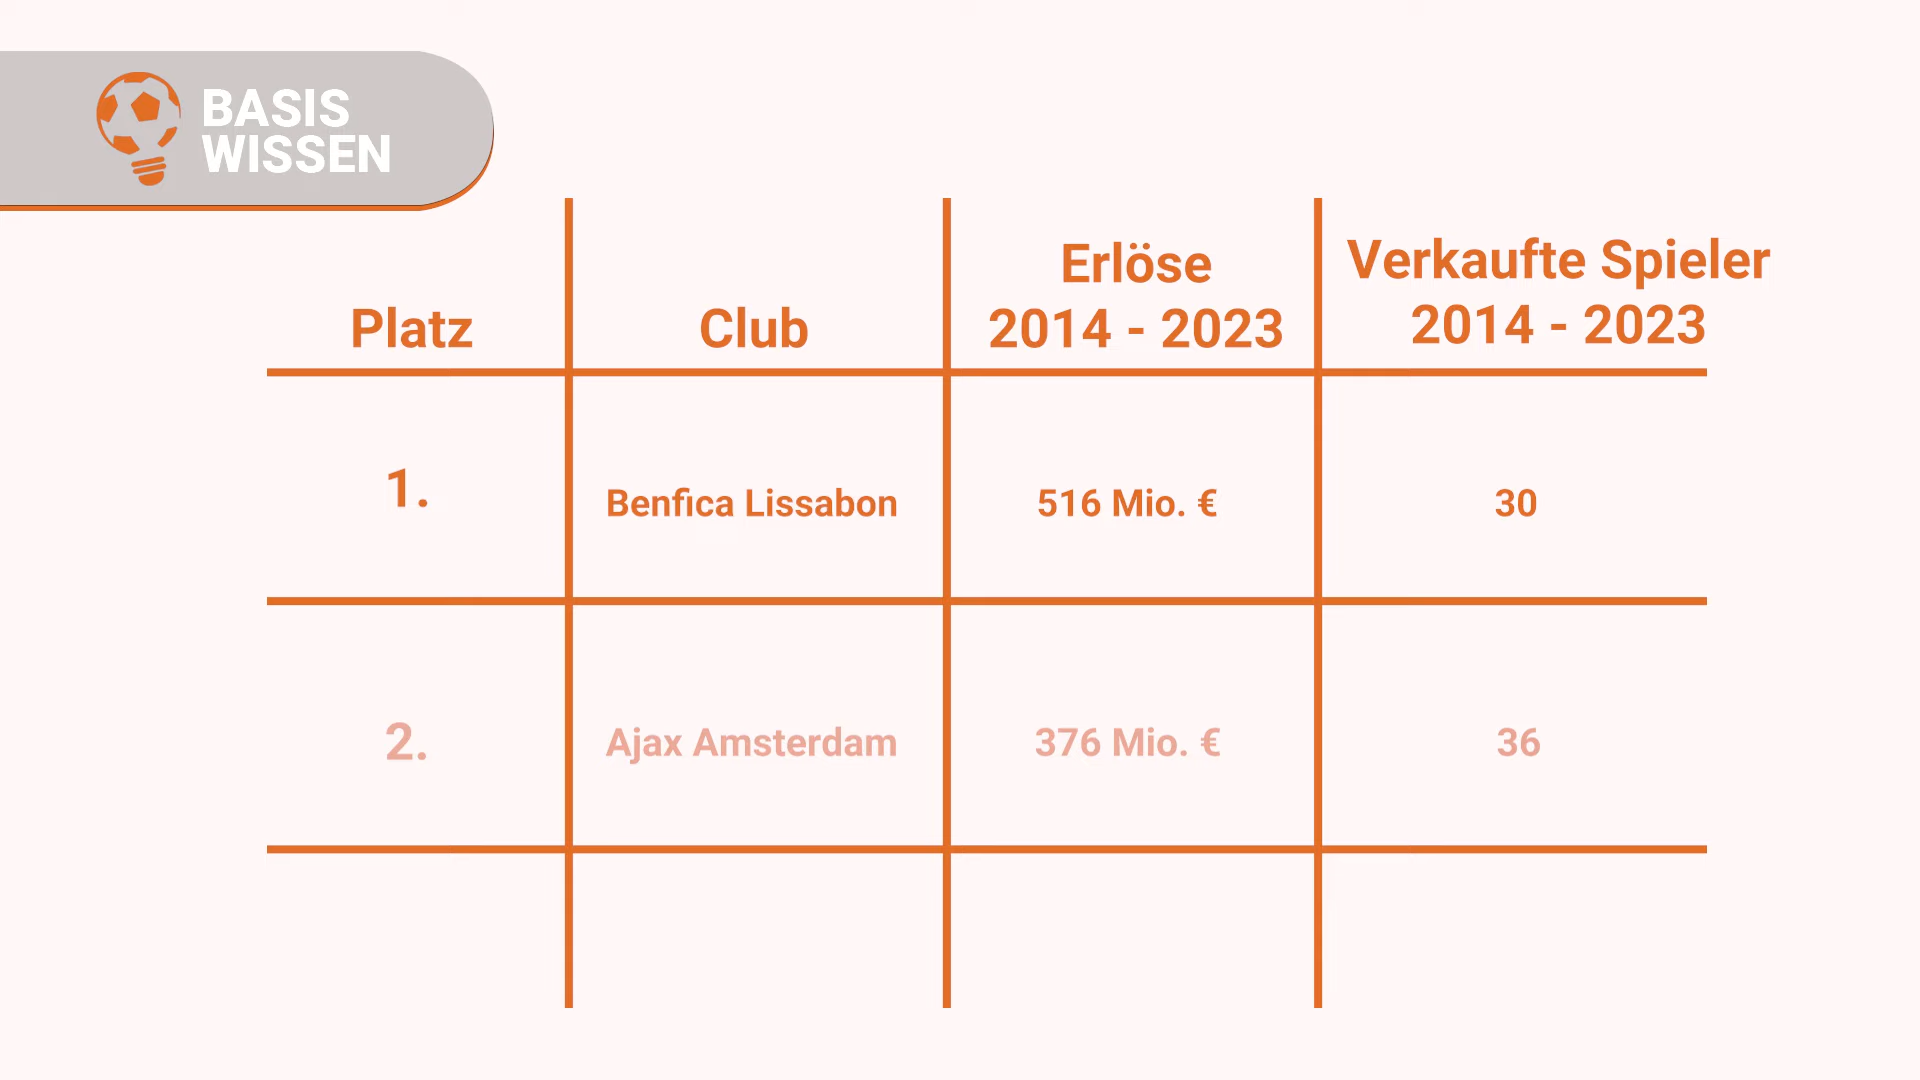 BASIS
WISSEN
Platz
Club
Erlöse
2014 - 2023
Verkaufte Spieler
2014 - 2023
1.
Benfica Lissabon
516 Mio. €
30
2.
Ajax Amsterdam
376 Mio. €
36